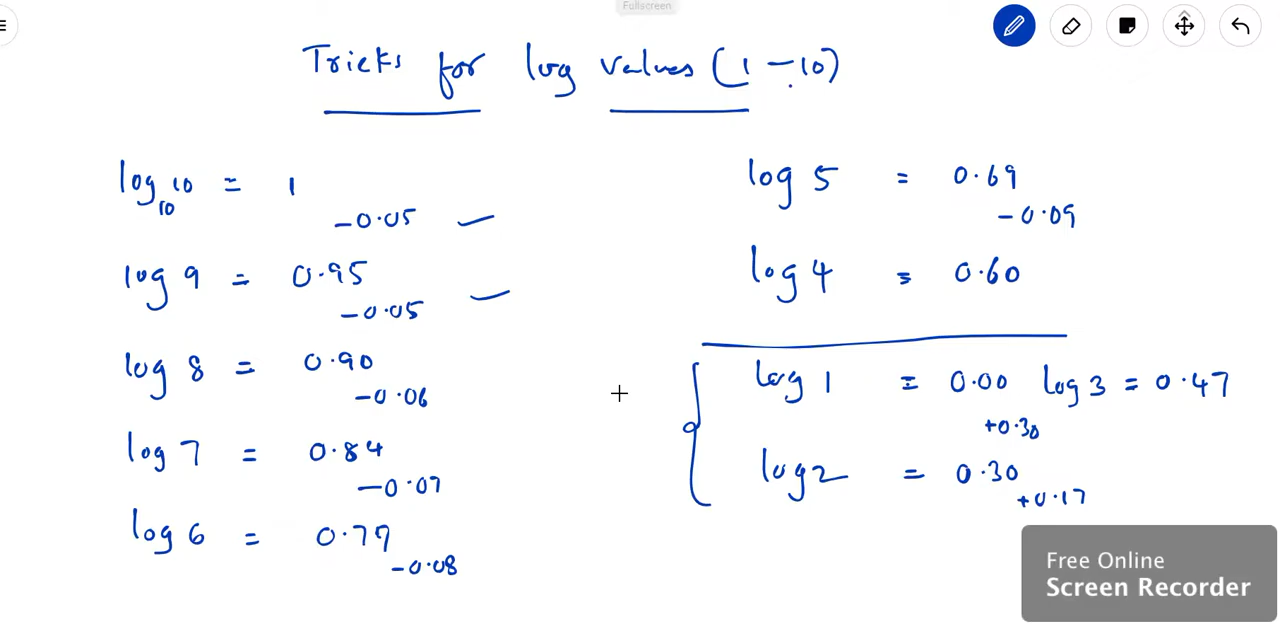 Fullscreen
Tricks for log values (1-10)
log₁₀10 = 1
-0.05
log 9 = 0.95
-0.05
log 8 = 0.90
-0.06
log 7 = 0.84
-0.07
log 6 = 0.77
-0.08
log 5 = 0.69
-0.09
log 4 = 0.60
log 1 = 0.00 log 3 = 0.47
+0.30
log 2 = 0.30
+0.17
Free Online
Screen Recorder